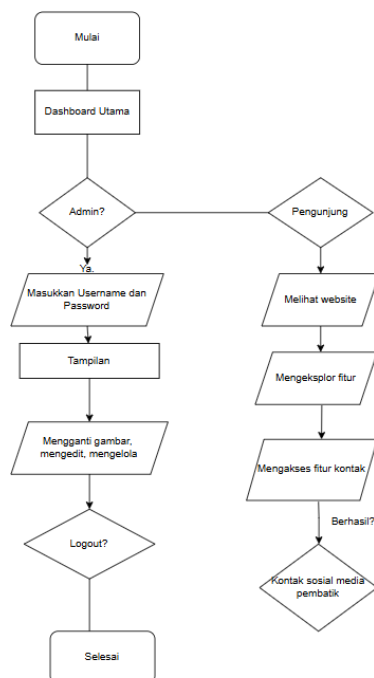 Mulai
Dashboard Utama
Admin?
Pengunjung
Ya.
Masukkan Username dan
Password
Melihat website
Tampilan
Mengeksplor fitur
Mengganti gambar,
mengedit, mengelola
Mengakses fitur kontak
Berhasil?
Logout?
Kontak sosial media
pembatik
Selesai